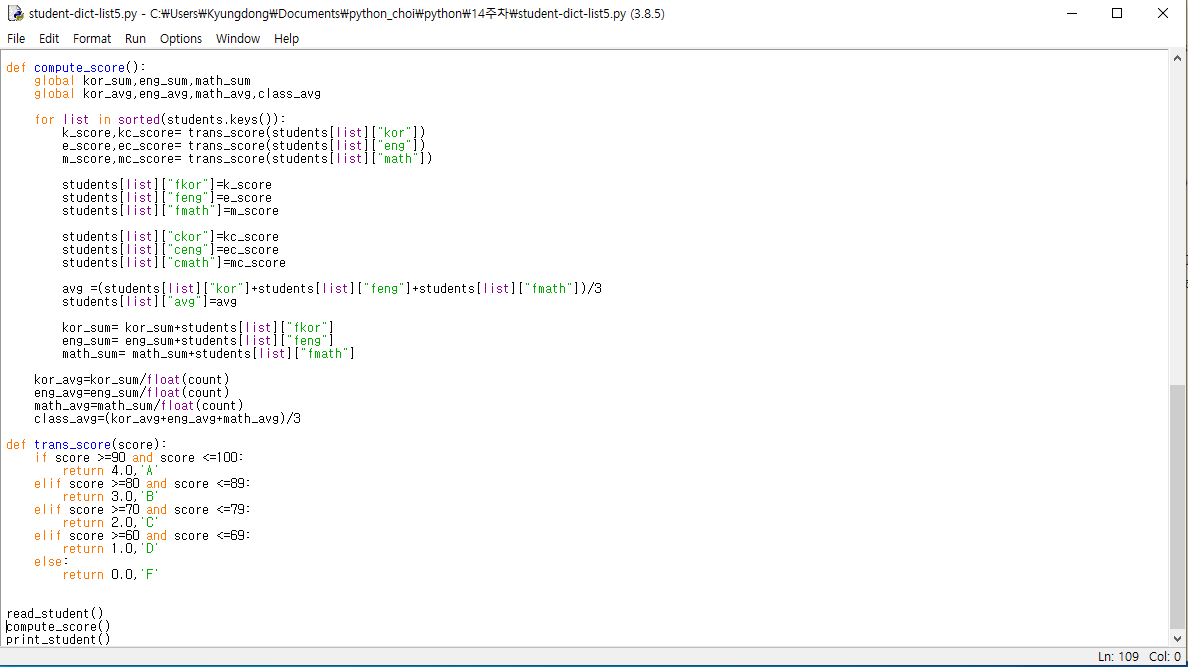 student-dict-list5.py - C:₩Users₩Kyungdong₩Documents₩python_choi₩python₩14주차₩student-dict-list5.py (3.8.5)
File Edit Format Run Options Window Help
def compute_score():
    global kor_sum,eng_sum,math_sum
    global kor_avg,eng_avg,math_avg,class_avg
    for list in sorted(students.keys()):
        k_score,kc_score= trans_score(students[list]["kor"])
        e_score,ec_score= trans_score(students[list]["eng"])
        m_score,mc_score= trans_score(students[list]["math"])
        students[list]["fkor"]=k_score
        students[list]["feng"]=e_score
        students[list]["fmath"]=m_score
        students[list]["ckor"]=kc_score
        students[list]["ceng"]=ec_score
        students[list]["cmath"]=mc_score
        avg =(students[list]["kor"]+students[list]["feng"]+students[list]["fmath"])/3
        students[list]["avg"]=avg
        kor_sum= kor_sum+students[list]["fkor"]
        eng_sum= eng_sum+students[list]["feng"]
        math_sum= math_sum+students[list]["fmath"]
    kor_avg=kor_sum/float(count)
    eng_avg=eng_sum/float(count)
    math_avg=math_sum/float(count)
    class_avg=(kor_avg+eng_avg+math_avg)/3
def trans_score(score):
    if score >=90 and score <=100:
        return 4.0,'A'
    elif score >=80 and score <=89:
        return 3.0,'B'
    elif score >=70 and score <=79:
        return 2.0,'C'
    elif score >=60 and score <=69:
        return 1.0,'D'
    else:
        return 0.0,'F'
read_student()
compute_score()
print_student()
Ln: 109 Col: 0